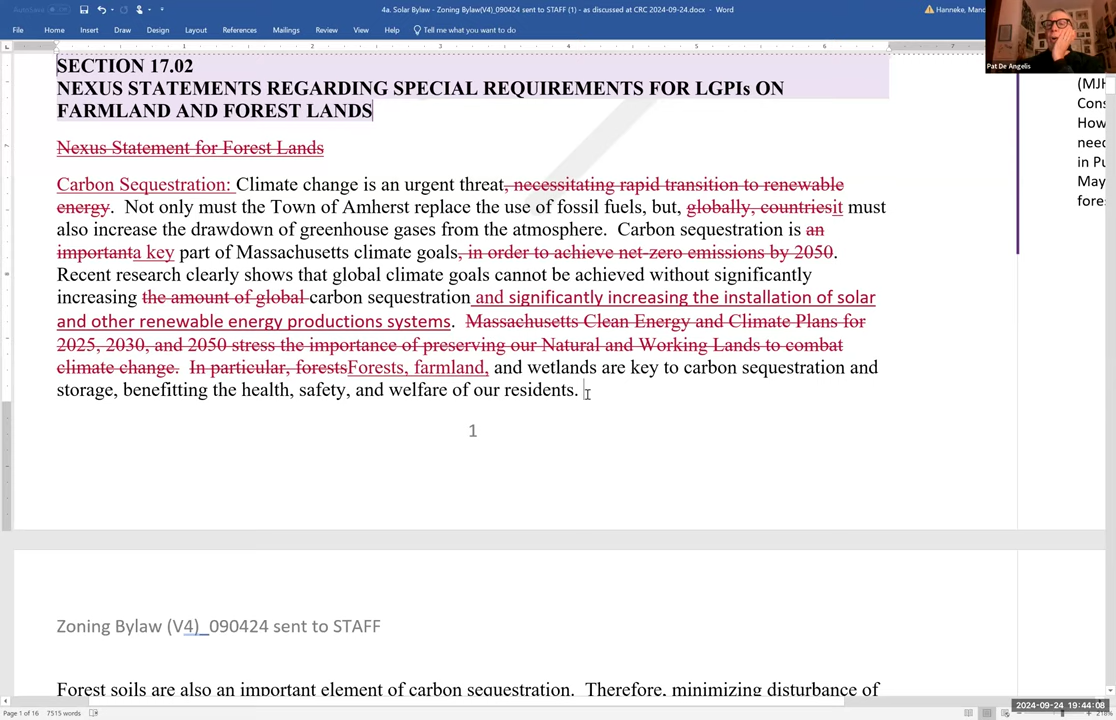 4a. Solar Bylaw - Zoning Bylaw(V4)_090424 sent to STAFF (1) - as discussed at CRC 2024-09-24.docx - Word
Hanneke, Mand
File Home Insert Draw Design Layout References Mailings Review View Help Tell me what you want to do
Pat De Angelis
SECTION 17.02
NEXUS STATEMENTS REGARDING SPECIAL REQUIREMENTS FOR LGPIs ON
FARMLAND AND FOREST LANDS
Nexus Statement for Forest Lands
Carbon Sequestration: Climate change is an urgent threat, necessitating rapid transition to renewable
energy. Not only must the Town of Amherst replace the use of fossil fuels, but, globally, countriesit must
also increase the drawdown of greenhouse gases from the atmosphere. Carbon sequestration is an
importanta key part of Massachusetts climate goals, in order to achieve net-zero emissions by 2050.
Recent research clearly shows that global climate goals cannot be achieved without significantly
increasing the amount of global carbon sequestration and significantly increasing the installation of solar
and other renewable energy productions systems. Massachusetts Clean Energy and Climate Plans for
2025, 2030, and 2050 stress the importance of preserving our Natural and Working Lands to combat
climate change. In particular, forestsForests, farmland, and wetlands are key to carbon sequestration and
storage, benefitting the health, safety, and welfare of our residents.
1
Zoning Bylaw (V4)_090424 sent to STAFF
Forest soils are also an important element of carbon sequestration. Therefore, minimizing disturbance of
(MJH
Cons
How
need
in Pu
May
fores
Page 1 of 16 7515 words
2024-09-24 19:44:08